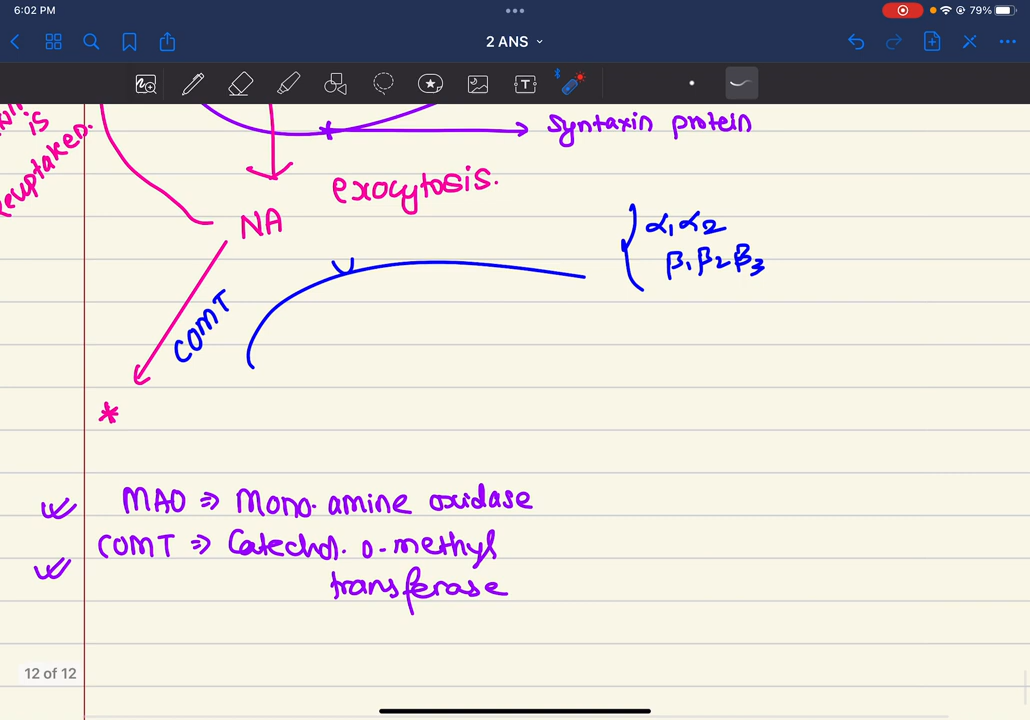 6:02 PM
79%
2 ANS
is
reuptaken.
syntaxin protein
exocytosis.
NA
α1 α2
β1 β2 β3
COMT
*
MAO => Mono. amine oxidase
COMT => Catechol. o-methyl
transferase
12 of 12